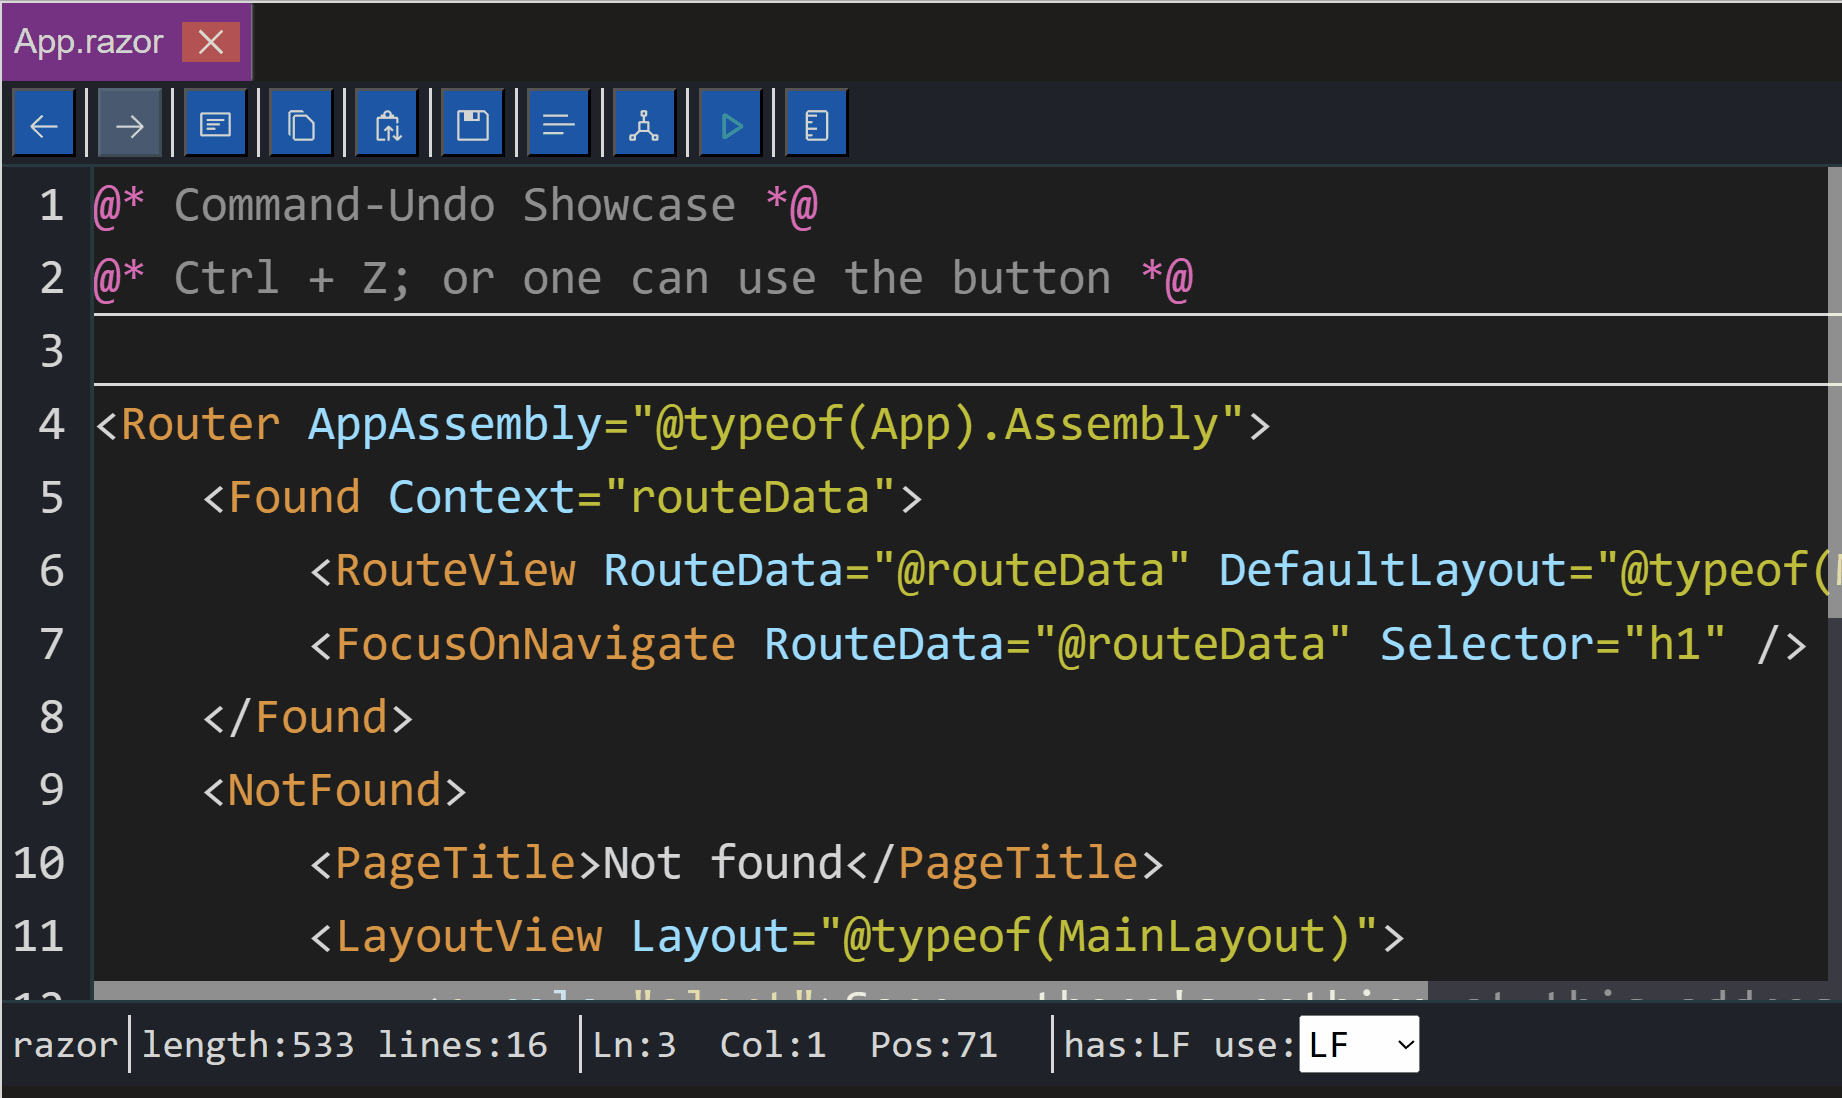 App.razor
1 @* Command-Undo Showcase *@
2 @* Ctrl + Z; or one can use the button *@
3
4 <Router AppAssembly="@typeof(App).Assembly">
5     <Found Context="routeData">
6         <RouteView RouteData="@routeData" DefaultLayout="@typeof(
7         <FocusOnNavigate RouteData="@routeData" Selector="h1" />
8     </Found>
9     <NotFound>
10         <PageTitle>Not found</PageTitle>
11         <LayoutView Layout="@typeof(MainLayout)">
razor length:533 lines:16 Ln:3 Col:1 Pos:71 has:LF use: LF